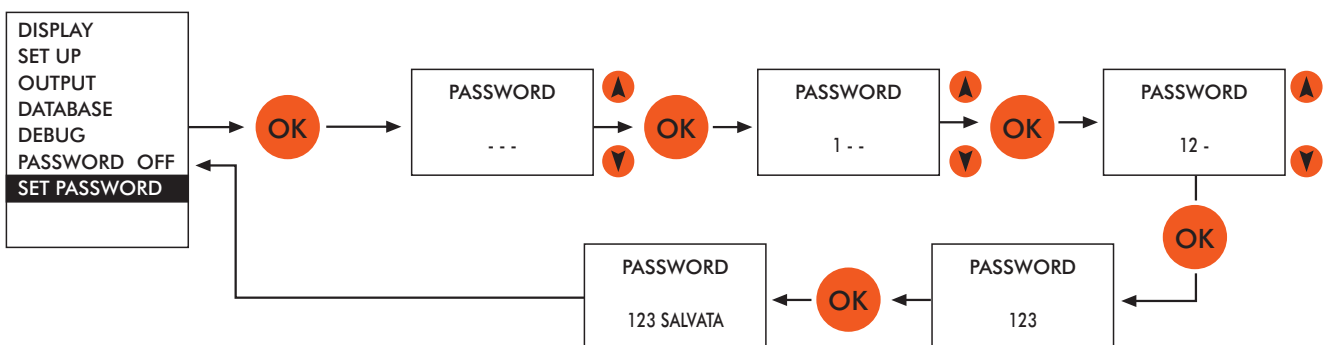 DISPLAY
SET UP
OUTPUT
DATABASE
DEBUG
PASSWORD OFF
SET PASSWORD
OK
PASSWORD
- - -
OK
PASSWORD
1 - -
OK
PASSWORD
12 -
OK
PASSWORD
123
OK
PASSWORD
123 SALVATA